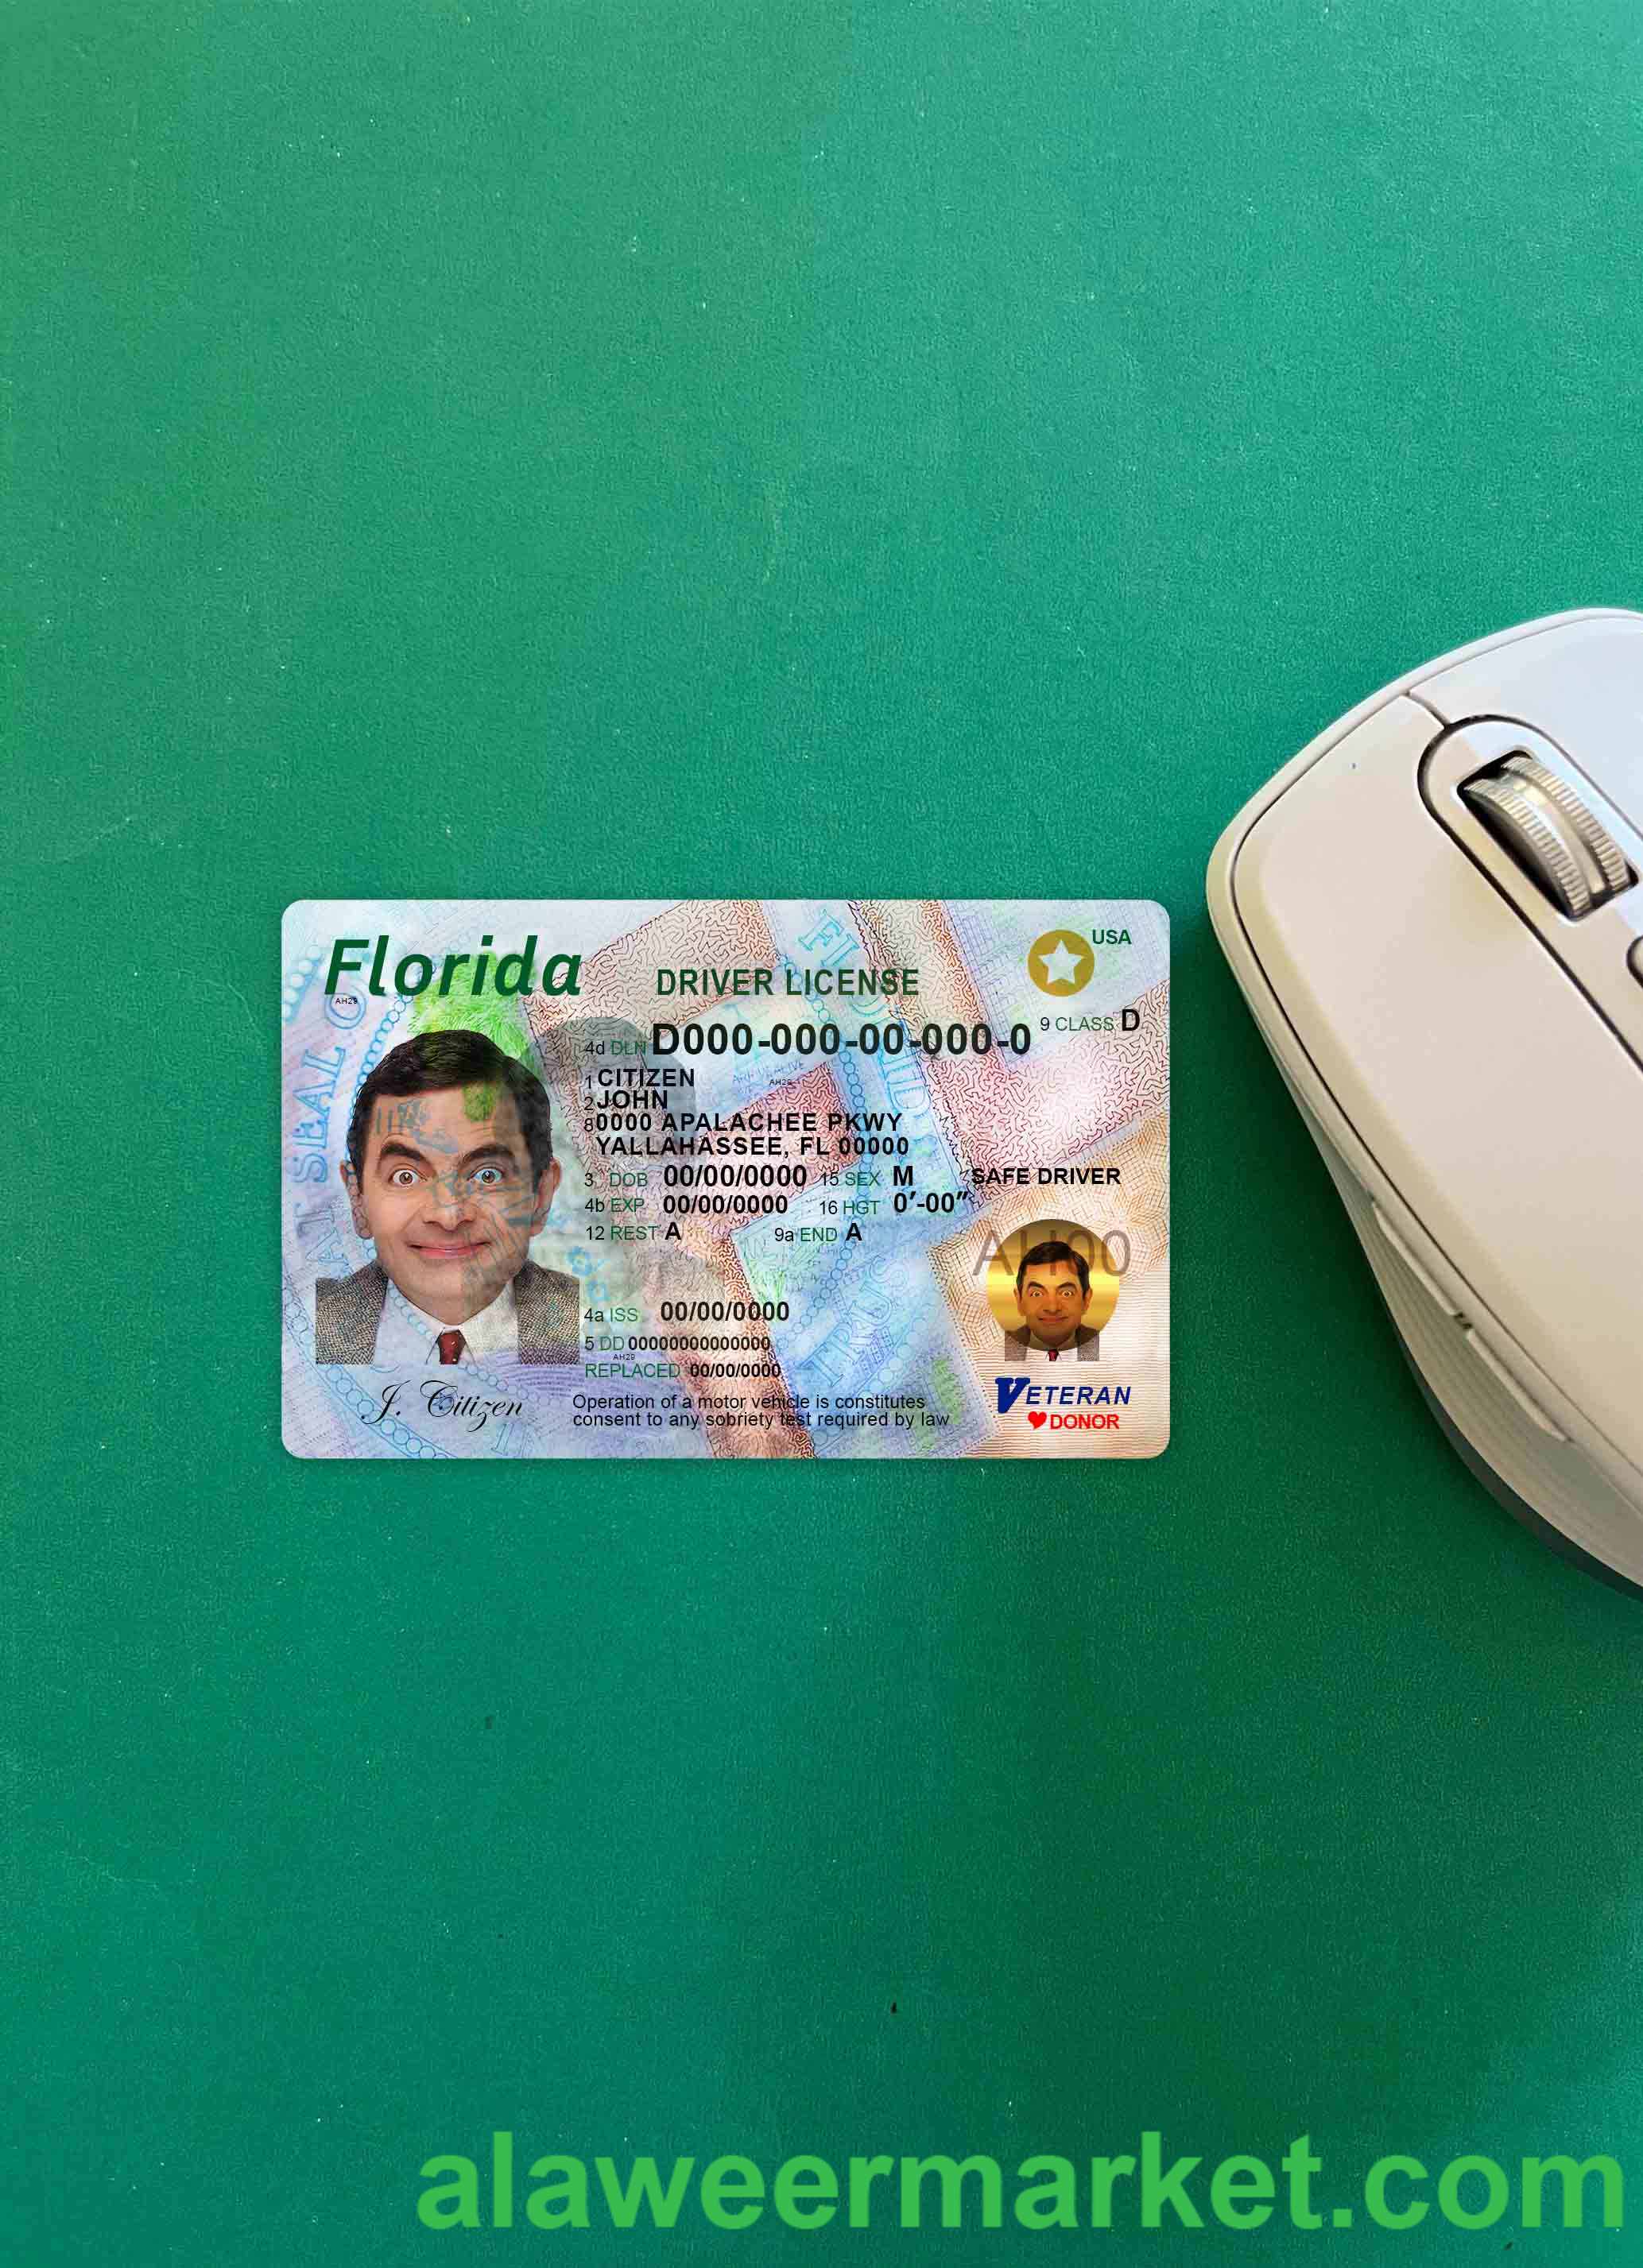 Florida
DRIVER LICENSE
USA
AH29
9 CLASS D
4d DLN D000-000-00-000-0
1 CITIZEN
AH29
2 JOHN
8 0000 APALACHEE PKWY
YALLAHASSEE, FL 00000
3 DOB 00/00/0000 15 SEX M SAFE DRIVER
4b EXP 00/00/0000 16 HGT 0'-00"
12 REST A 9a END A
AH00
4a ISS 00/00/0000
5 DD 00000000000000
AH29
REPLACED 00/00/0000
J. Citizen
Operation of a motor vehicle is constitutes
consent to any sobriety test required by law
VETERAN
DONOR
alaweermarket.com